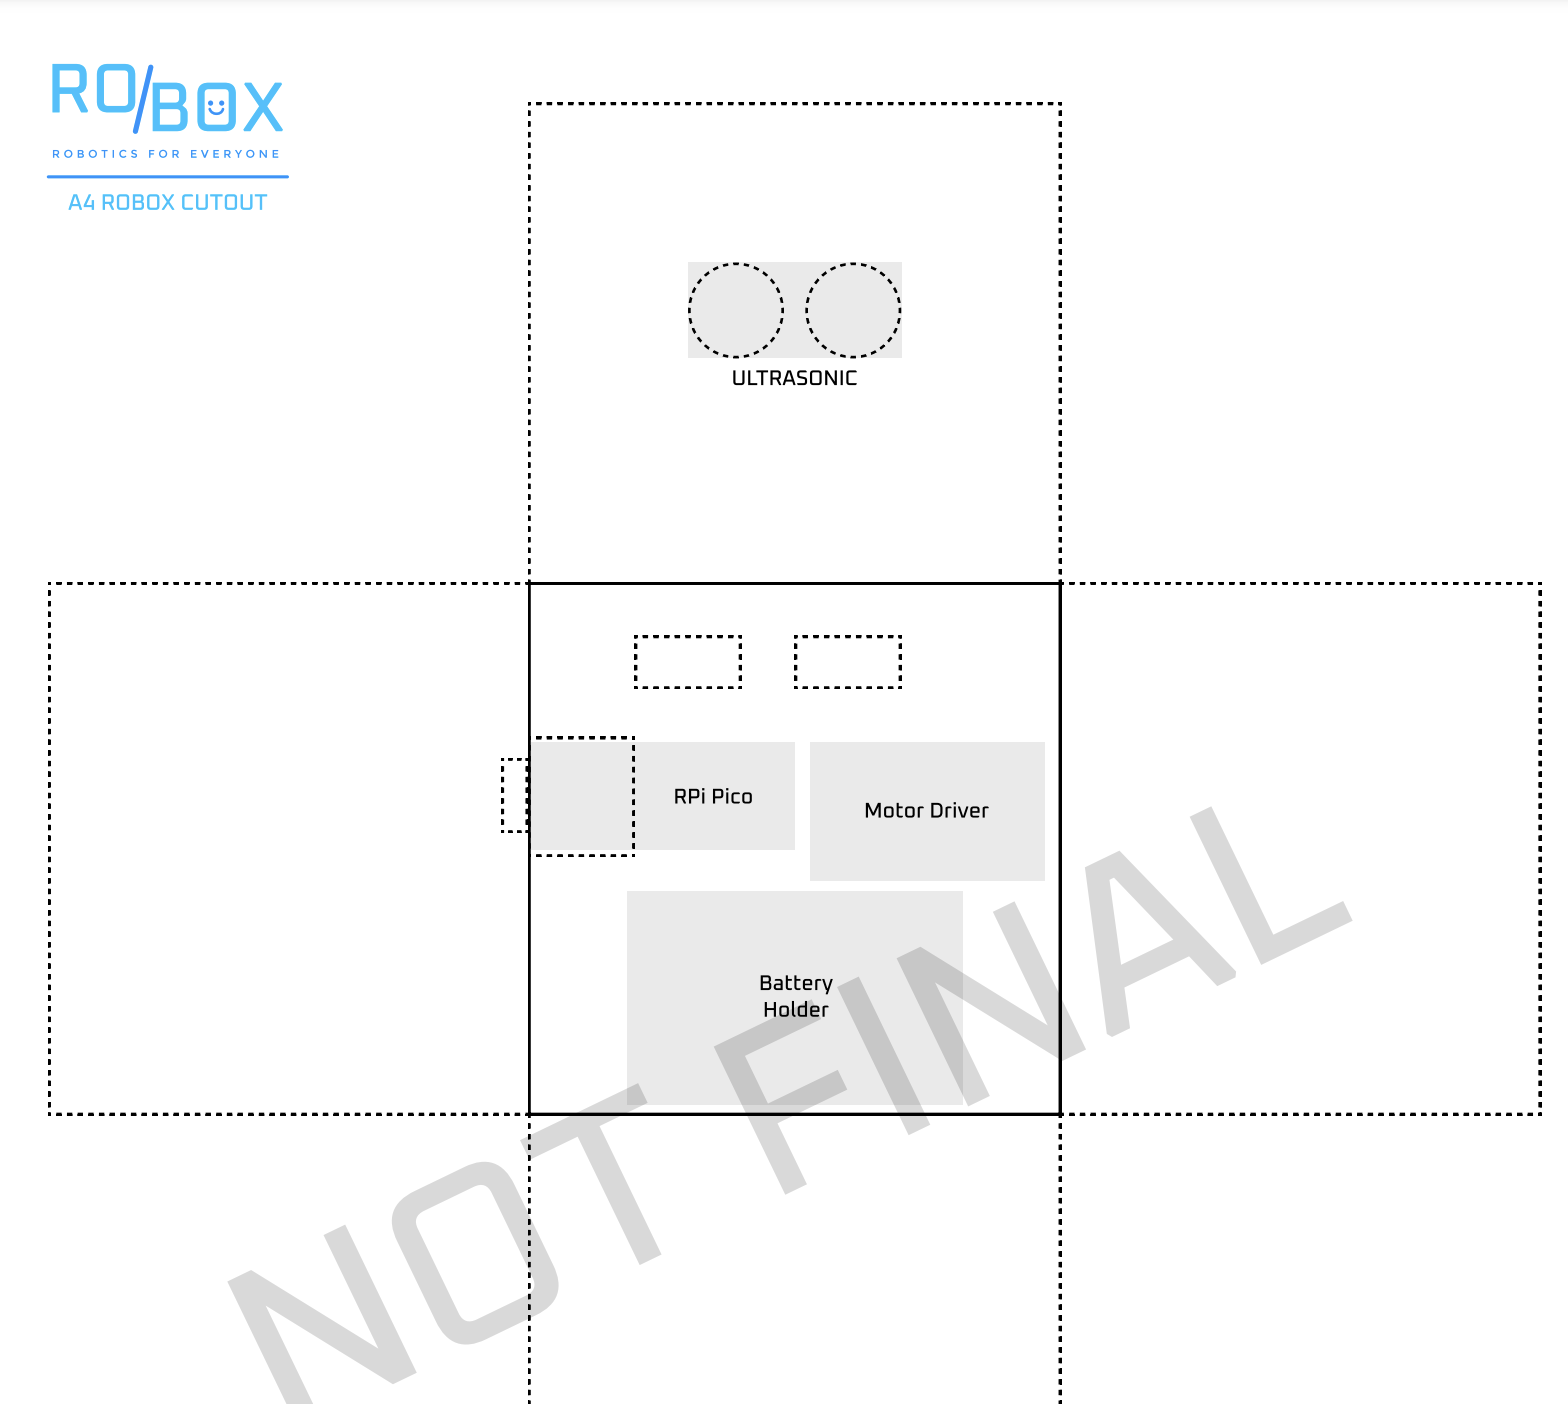 RO/BOX
ROBOTICS FOR EVERYONE
A4 ROBOX CUTOUT
ULTRASONIC
RPi Pico
Motor Driver
Battery
Holder
NOT FINAL